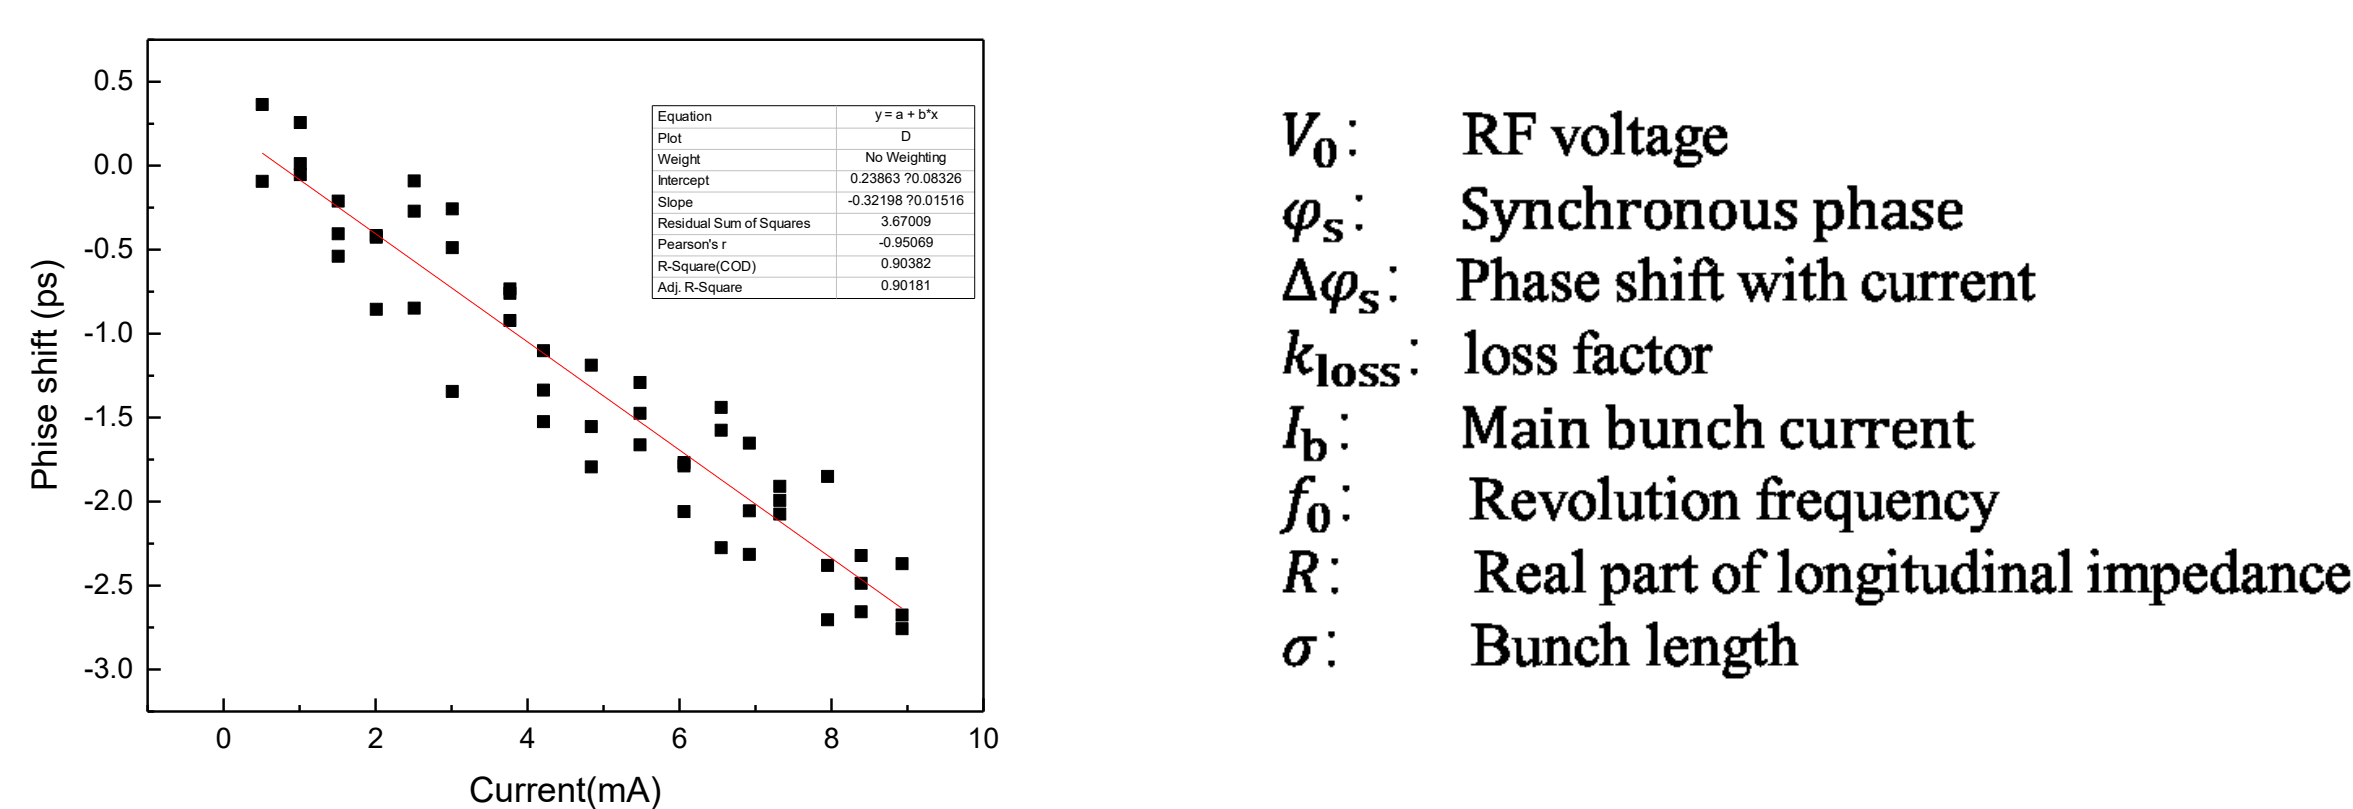 0.5
0.0
-0.5
-1.0
-1.5
-2.0
-2.5
-3.0
Phise shift (ps)
0 2 4 6 8 10
Current(mA)
Equation y = a + b*x
Plot D
Weight No Weighting
Intercept 0.23863 ?0.08326
Slope -0.32198 ?0.01516
Residual Sum of Squares 3.67009
Pearson's r -0.95069
R-Square(COD) 0.90382
Adj. R-Square 0.90181
V₀: RF voltage
φₛ: Synchronous phase
Δφₛ: Phase shift with current
k_loss: loss factor
I_b: Main bunch current
f₀: Revolution frequency
R: Real part of longitudinal impedance
σ: Bunch length